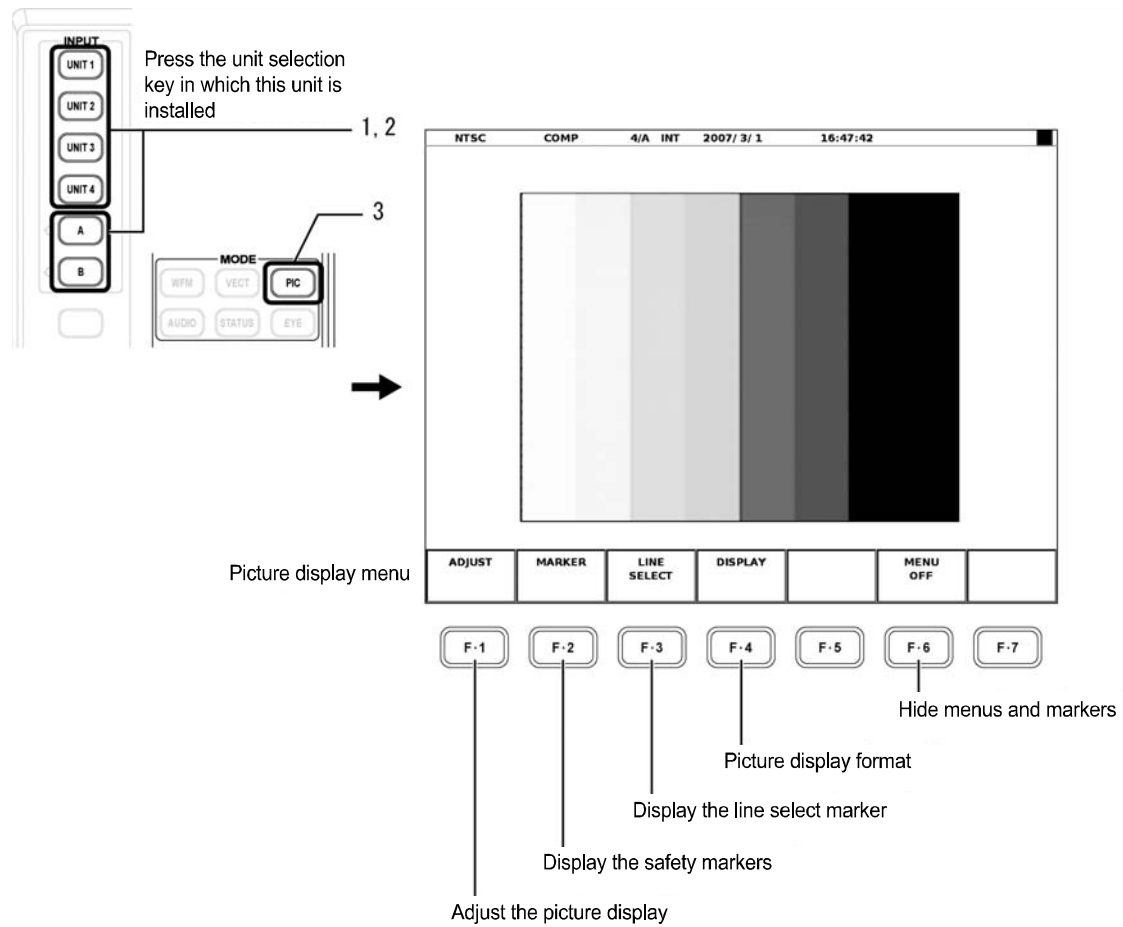 INPUT
UNIT 1
UNIT 2
UNIT 3
UNIT 4
A
B
Press the unit selection
key in which this unit is
installed
1, 2
3
MODE
WFM
VECT
PIC
AUDIO
STATUS
EYE
NTSC COMP 4/A INT 2007/ 3/ 1 16:47:42
Picture display menu
ADJUST
MARKER
LINE
SELECT
DISPLAY
MENU
OFF
F·1
F·2
F·3
F·4
F·5
F·6
F·7
Hide menus and markers
Picture display format
Display the line select marker
Display the safety markers
Adjust the picture display